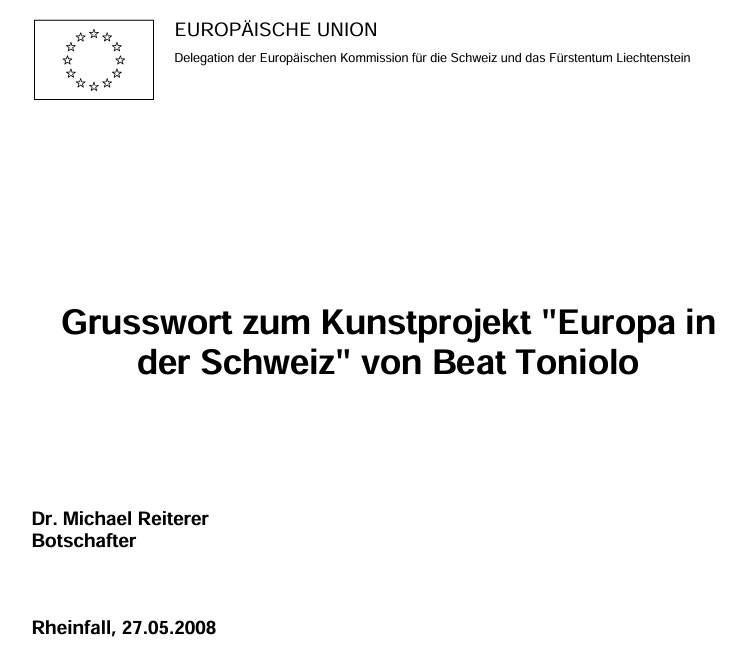 EUROPÄISCHE UNION
Delegation der Europäischen Kommission für die Schweiz und das Fürstentum Liechtenstein
Grusswort zum Kunstprojekt "Europa in
der Schweiz" von Beat Toniolo
Dr. Michael Reiterer
Botschafter
Rheinfall, 27.05.2008